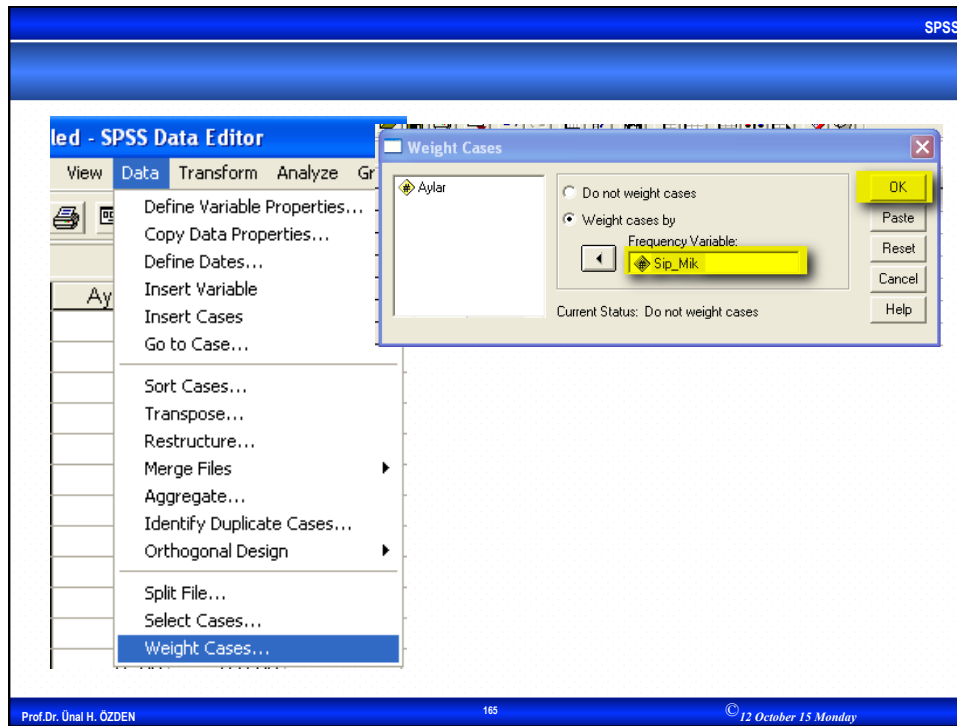 SPSS
led - SPSS Data Editor
View Data Transform Analyze Gr
Define Variable Properties...
Copy Data Properties...
Define Dates...
Insert Variable
Insert Cases
Go to Case...
Sort Cases...
Transpose...
Restructure...
Merge Files
Aggregate...
Identify Duplicate Cases...
Orthogonal Design
Split File...
Select Cases...
Weight Cases...
Ay
Weight Cases
Aylar
Do not weight cases
Weight cases by
Frequency Variable:
Sip_Mik
Current Status: Do not weight cases
OK
Paste
Reset
Cancel
Help
Prof.Dr. Ünal H. ÖZDEN
165
© 12 October 15 Monday